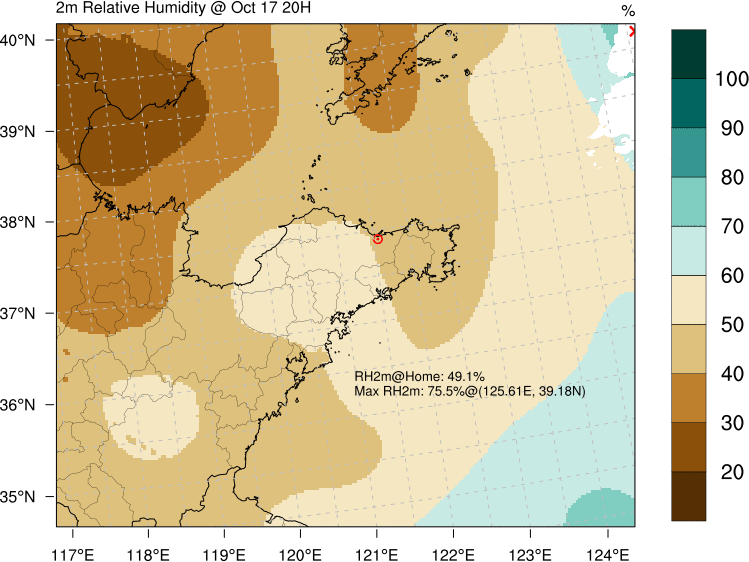 2m Relative Humidity @ Oct 17 20H
%
40°N
39°N
38°N
37°N
36°N
35°N
117°E
118°E
119°E
120°E
121°E
122°E
123°E
124°E
RH2m@Home: 49.1%
Max RH2m: 75.5%@(125.61E, 39.18N)
100
90
80
70
60
50
40
30
20